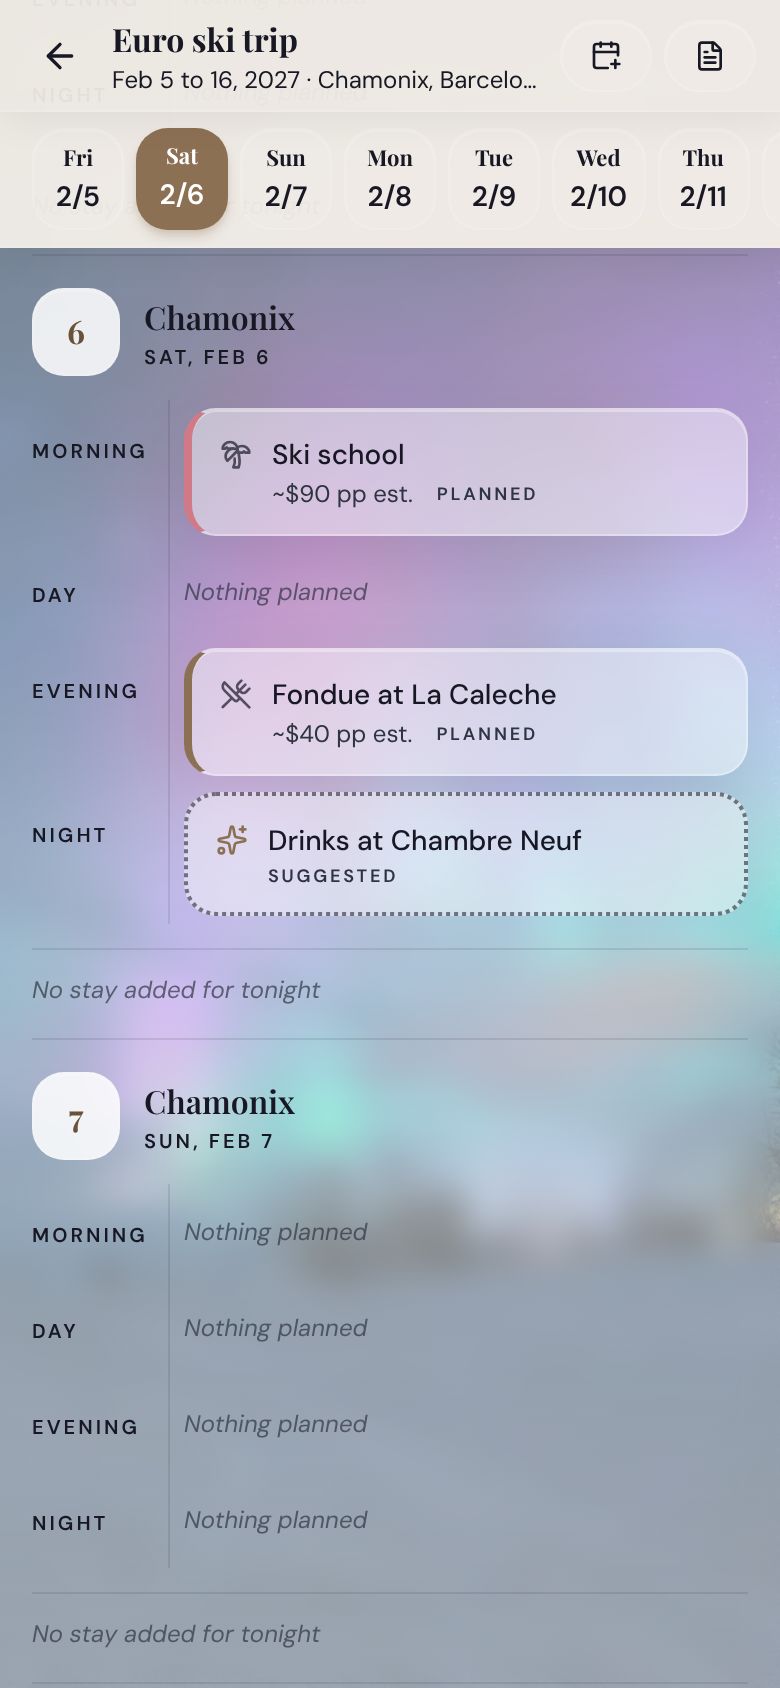 Euro ski trip
Feb 5 to 16, 2027 · Chamonix, Barcelo...
NIGHT
Nothing planned
Fri
2/5
Sat
2/6
Sun
2/7
Mon
2/8
Tue
2/9
Wed
2/10
Thu
2/11
6
Chamonix
SAT, FEB 6
MORNING
Ski school
~$90 pp est. PLANNED
DAY
Nothing planned
EVENING
Fondue at La Caleche
~$40 pp est. PLANNED
NIGHT
Drinks at Chambre Neuf
SUGGESTED
No stay added for tonight
7
Chamonix
SUN, FEB 7
MORNING
Nothing planned
DAY
Nothing planned
EVENING
Nothing planned
NIGHT
Nothing planned
No stay added for tonight